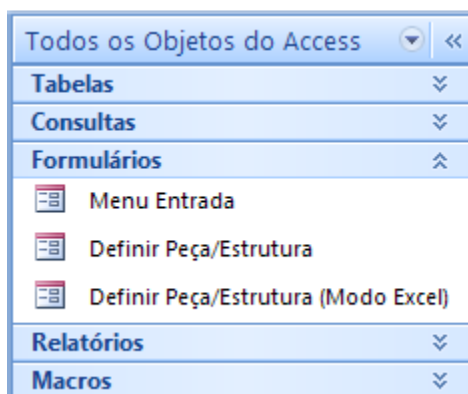 Todos os Objetos do Access
Tabelas
Consultas
Formulários
Menu Entrada
Definir Peça/Estrutura
Definir Peça/Estrutura (Modo Excel)
Relatórios
Macros